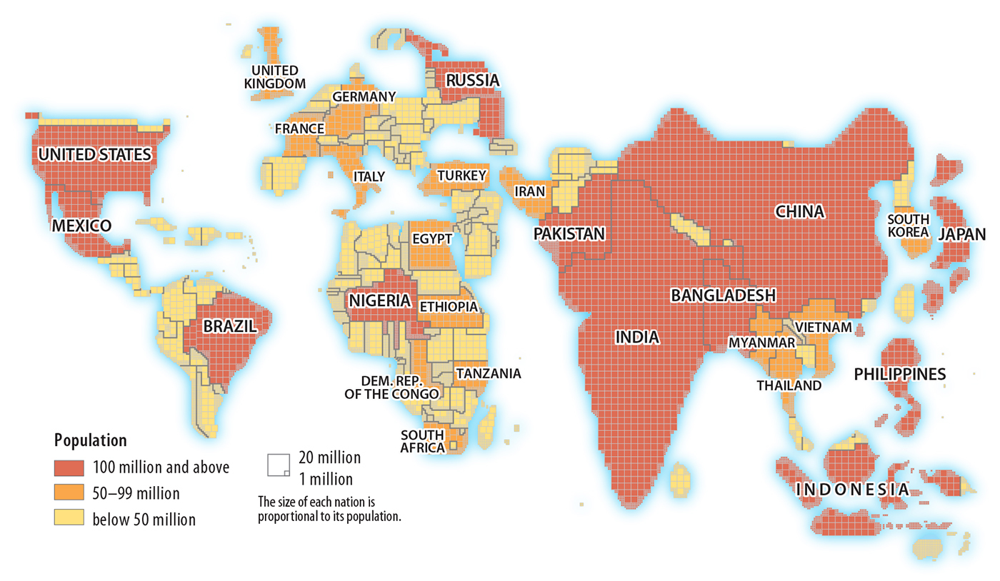 UNITED
KINGDOM
RUSSIA
GERMANY
FRANCE
UNITED STATES
ITALY
TURKEY
IRAN
CHINA
MEXICO
EGYPT
PAKISTAN
SOUTH
KOREA
JAPAN
NIGERIA
ETHIOPIA
BANGLADESH
BRAZIL
INDIA
VIETNAM
MYANMAR
DEM. REP.
OF THE CONGO
TANZANIA
THAILAND
PHILIPPINES
SOUTH
AFRICA
INDONESIA
Population
100 million and above
50–99 million
below 50 million
20 million
1 million
The size of each nation is
proportional to its population.